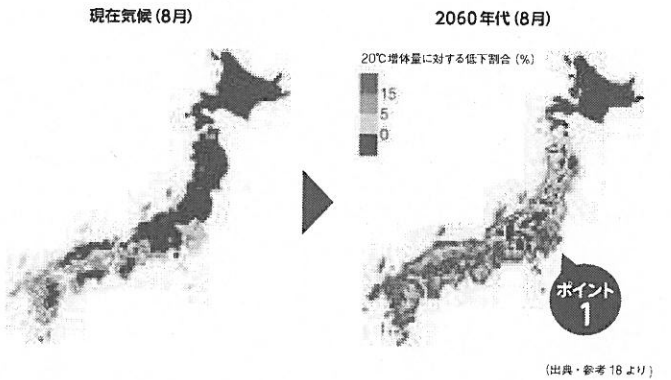 現在気候(8月)
2060年代(8月)
20℃増体量に対する低下割合(%)
15
5
0
ポイント
1
(出典・参考18より)